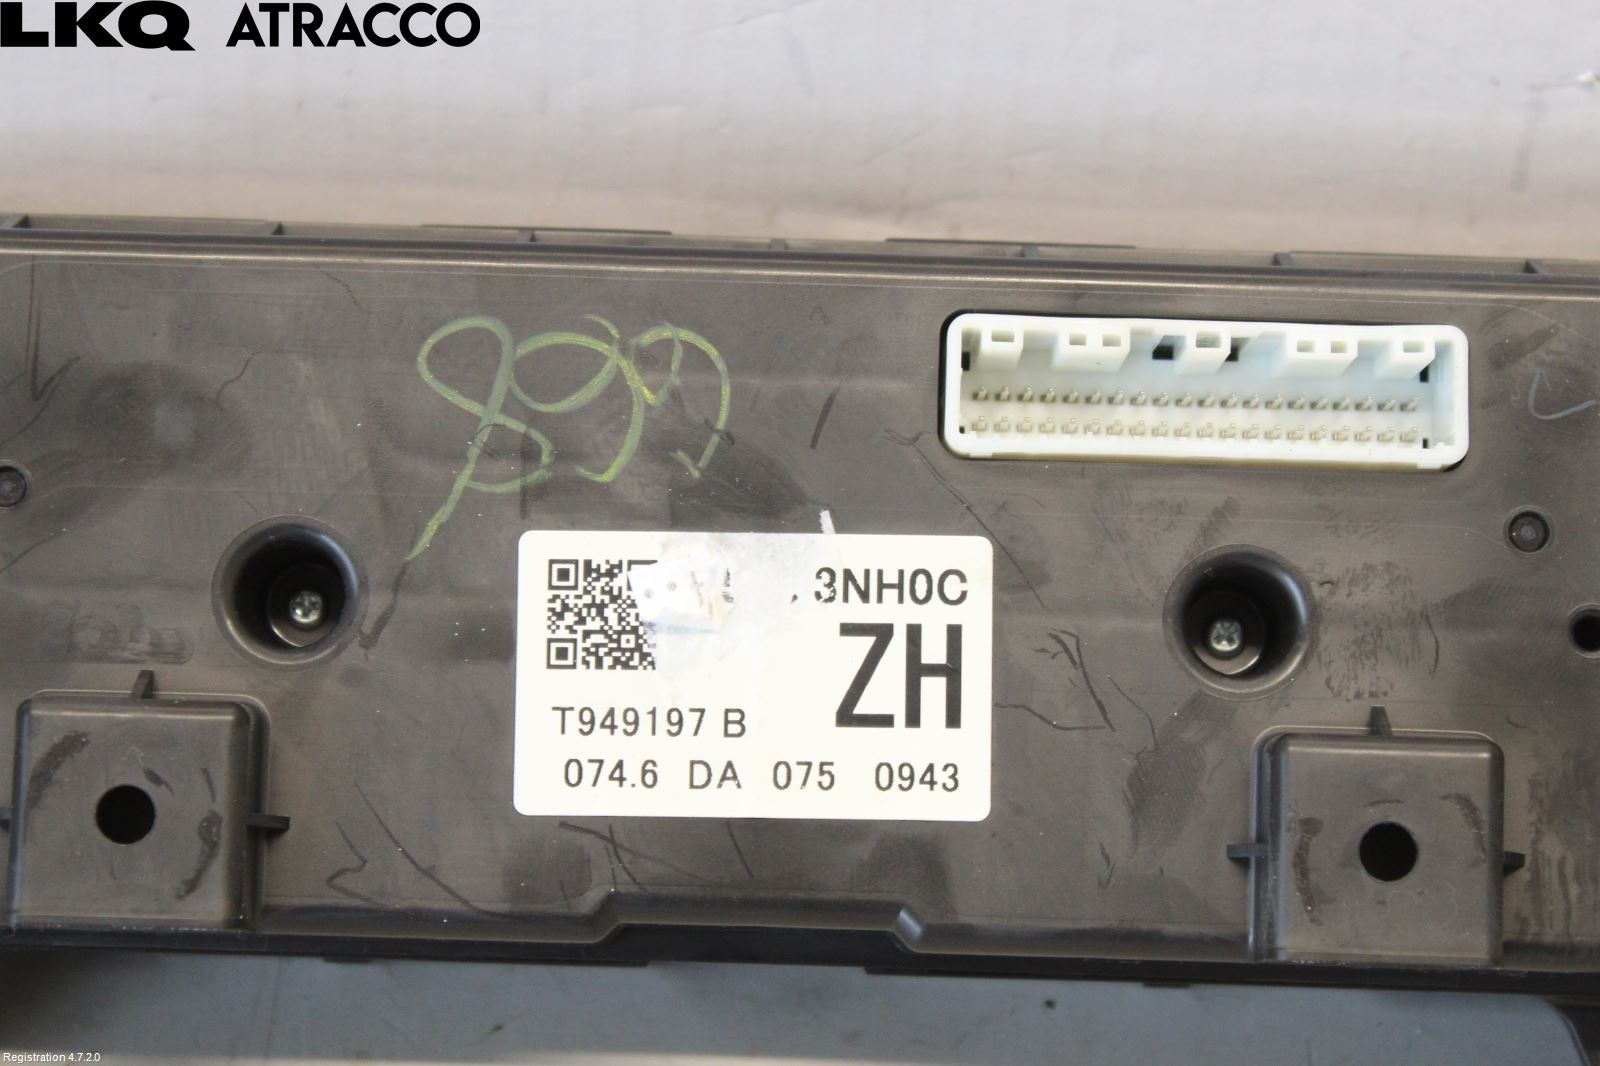 LKQ ATRACCO
3NH0C
ZH
T949197 B
074.6 DA 075 0943
Registration 4.7.2.0